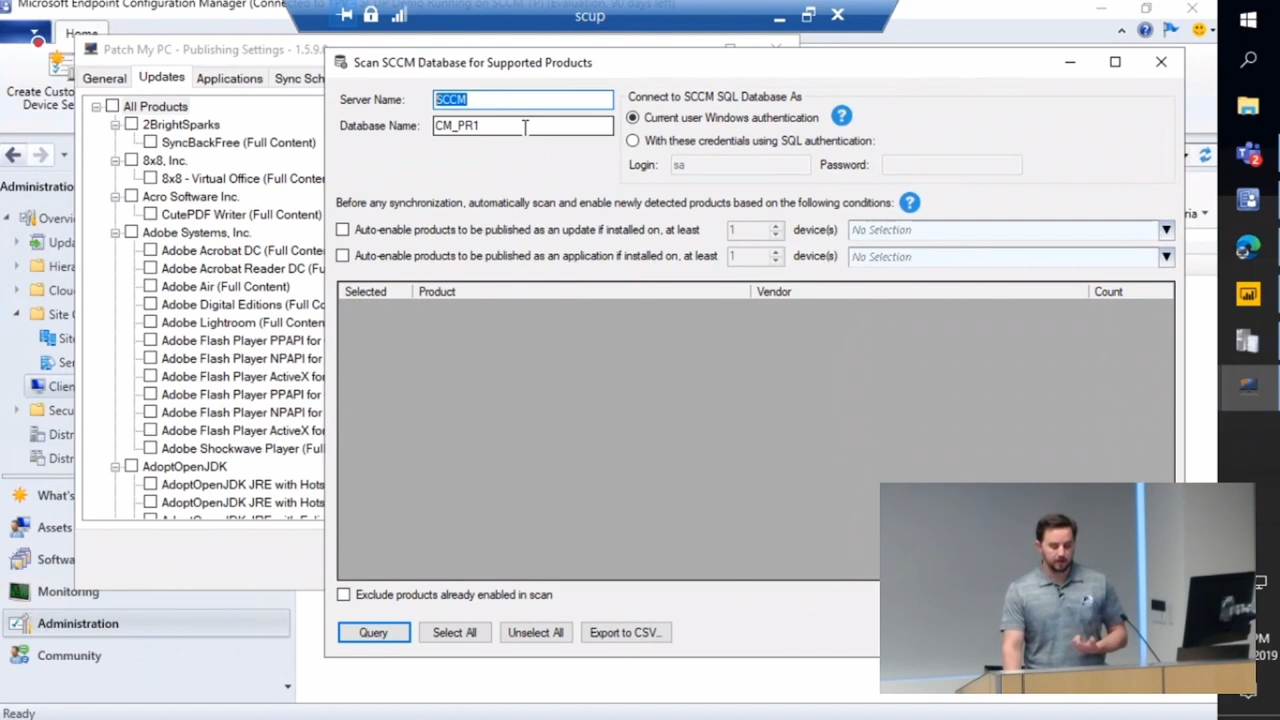 Microsoft Endpoint Configuration Manager (Connected to
scup
Home
Patch My PC - Publishing Settings - 1.5.9.
Create Custom
Device Se
General
Updates
Applications
Sync Sch
All Products
2BrightSparks
SyncBackFree (Full Content)
8x8, Inc.
8x8 - Virtual Office (Full Conte
Acro Software Inc.
CutePDF Writer (Full Content)
Adobe Systems, Inc.
Adobe Acrobat DC (Full Conten
Adobe Acrobat Reader DC (Fu
Adobe Air (Full Content)
Adobe Digital Editions (Full Con
Adobe Lightroom (Full Content
Adobe Flash Player PPAPI for
Adobe Flash Player NPAPI for
Adobe Flash Player ActiveX for
Adobe Flash Player PPAPI for
Adobe Flash Player NPAPI for
Adobe Flash Player ActiveX for
Adobe Shockwave Player (Full
AdoptOpenJDK
AdoptOpenJDK JRE with Hots
AdoptOpenJDK JRE with Hots
Administration
Overvi
Upda
Hiera
Clou
Site C
Site
Ser
Clien
Secu
Distr
Distr
What's
Assets
Softwa
Monitoring
Administration
Community
Ready
Scan SCCM Database for Supported Products
Server Name:
SCCM
Database Name:
CM_PR1
Connect to SCCM SQL Database As
Current user Windows authentication
With these credentials using SQL authentication:
Login:
sa
Password:
Before any synchronization, automatically scan and enable newly detected products based on the following conditions:
Auto-enable products to be published as an update if installed on, at least
1
device(s)
No Selection
Auto-enable products to be published as an application if installed on, at least
1
device(s)
No Selection
Selected
Product
Vendor
Count
Exclude products already enabled in scan
Query
Select All
Unselect All
Export to CSV...
ria
2
PM
2019